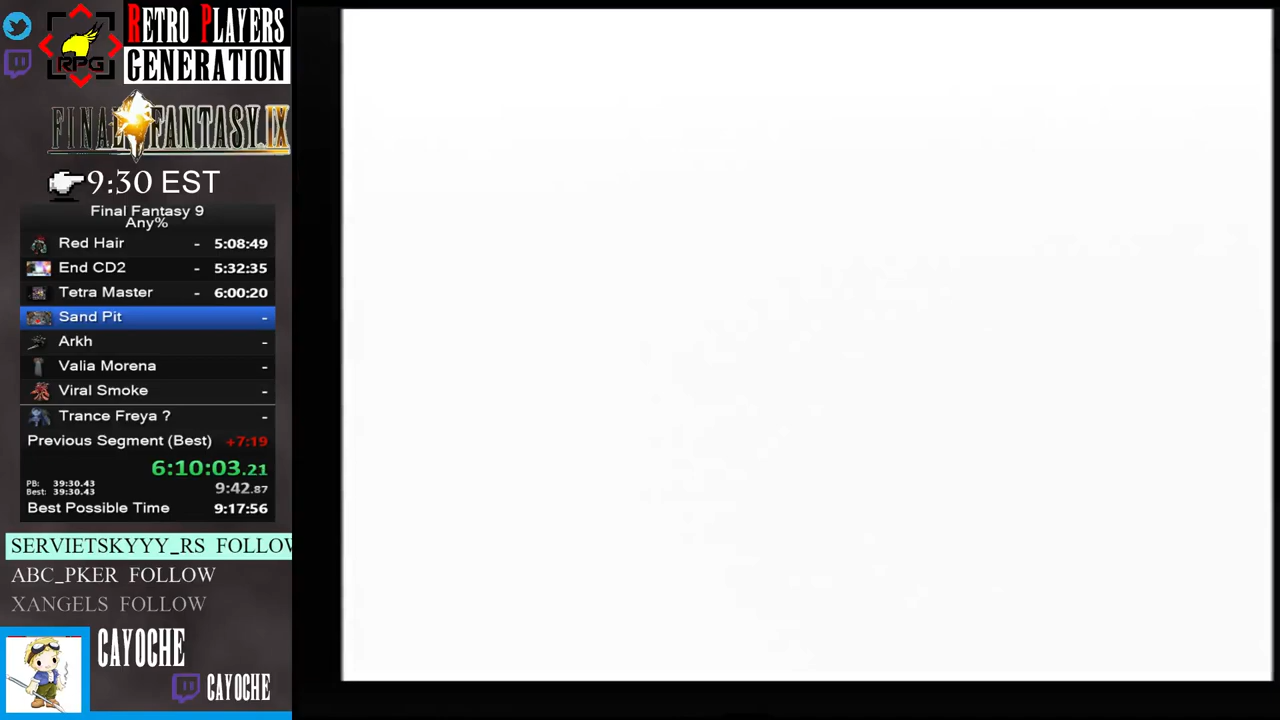 RETRO PLAYERS
GENERATION
RPG
FINAL FANTASY IX
9:30 EST
Final Fantasy 9
Any%
Red Hair - 5:08:49
End CD2 - 5:32:35
Tetra Master - 6:00:20
Sand Pit -
Arkh -
Valia Morena -
Viral Smoke -
Trance Freya ? -
Previous Segment (Best) +7:19
6:10:03.21
PB: 39:30.43
Best: 39:30.43
9:42.87
Best Possible Time 9:17:56
SERVIETSKYYY_RS FOLLOW
ABC_PKER FOLLOW
XANGELS FOLLOW
CAYOCHE
CAYOCHE